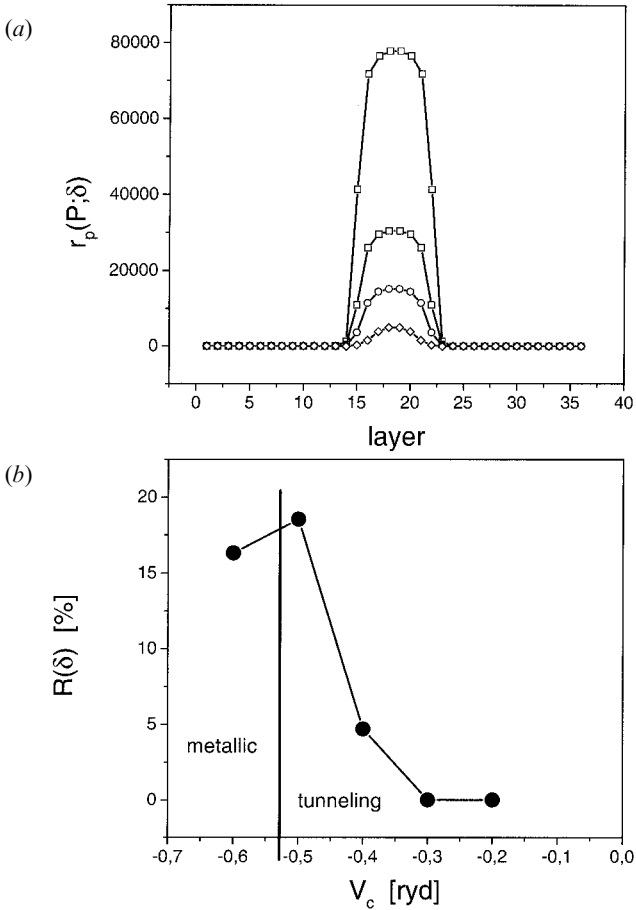 (a)
80000
60000
40000
20000
0
r_p(P;δ)
0 5 10 15 20 25 30 35 40
layer
(b)
20
15
10
5
0
R(δ) [%]
metallic
tunneling
-0,7 -0,6 -0,5 -0,4 -0,3 -0,2 -0,1 0,0
V_c [ryd]